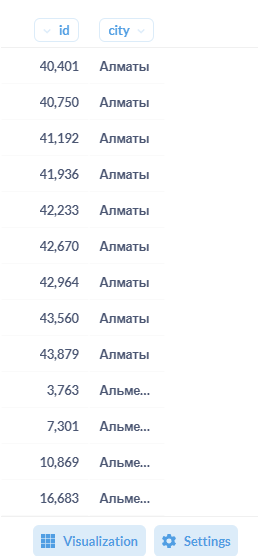 id city
40,401 Алматы
40,750 Алматы
41,192 Алматы
41,936 Алматы
42,233 Алматы
42,670 Алматы
42,964 Алматы
43,560 Алматы
43,879 Алматы
3,763 Альме...
7,301 Альме...
10,869 Альме...
16,683 Альме...
Visualization Settings